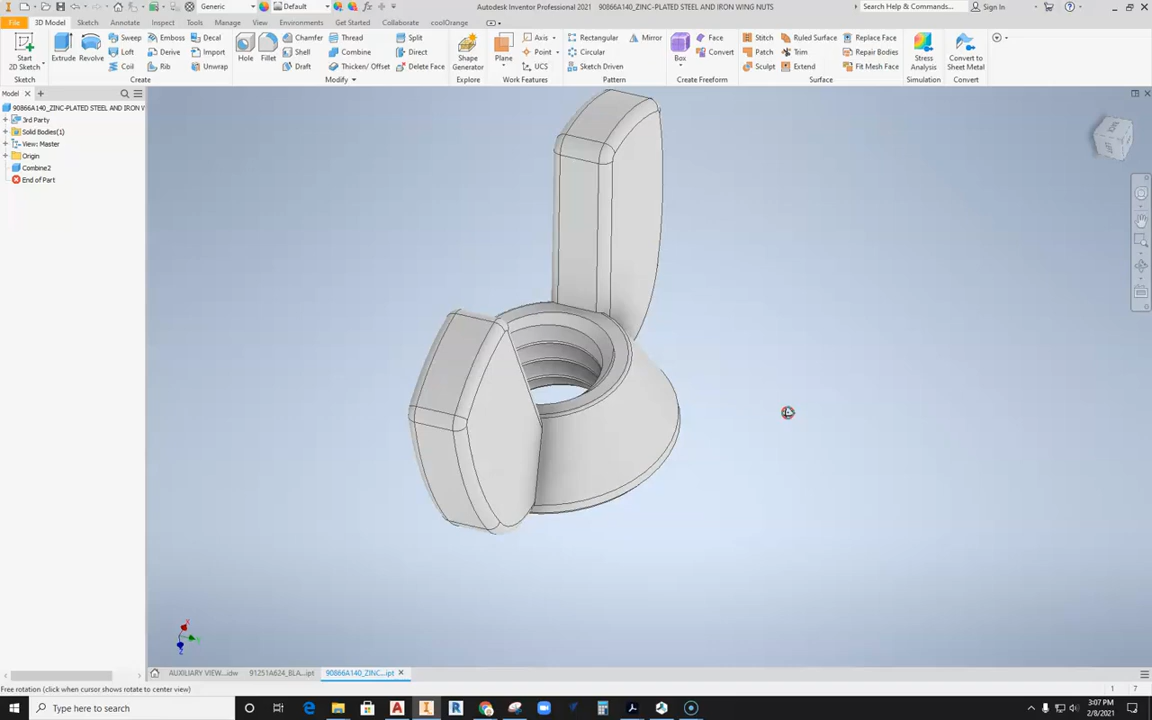 Autodesk Inventor Professional 2021   90866A140_ZINC-PLATED STEEL AND IRON WING NUTS
Generic
Default
Search Help & Commands...
Sign In
File 3D Model Sketch Annotate Inspect Tools Manage View Environments Get Started Collaborate coolOrange
Start 2D Sketch
Sketch
Extrude
Revolve
Sweep Emboss Decal
Loft Derive Import
Coil Rib Unwrap
Create
Hole
Fillet
Chamfer Thread Split
Shell Combine Direct
Draft Thicken/ Offset Delete Face
Modify
Shape Generator
Explore
Plane
Axis
Point
UCS
Work Features
Rectangular Mirror
Circular
Sketch Driven
Pattern
Box
Face
Convert
Create Freeform
Stitch Ruled Surface Replace Face
Patch Trim Repair Bodies
Sculpt Extend Fit Mesh Face
Surface
Stress Analysis
Simulation
Convert to Sheet Metal
Convert
Model
90866A140_ZINC-PLATED STEEL AND IRON W
3rd Party
Solid Bodies(1)
View: Master
Origin
Combine2
End of Part
BACK
LEFT
X
Y
Z
AUXILIARY VIEW...idw 91251A624_BLA...ipt 90866A140_ZINC...ipt
Free rotation (click when cursor shows rotate to center view)
1 7
Type here to search
3:07 PM
2/8/2021